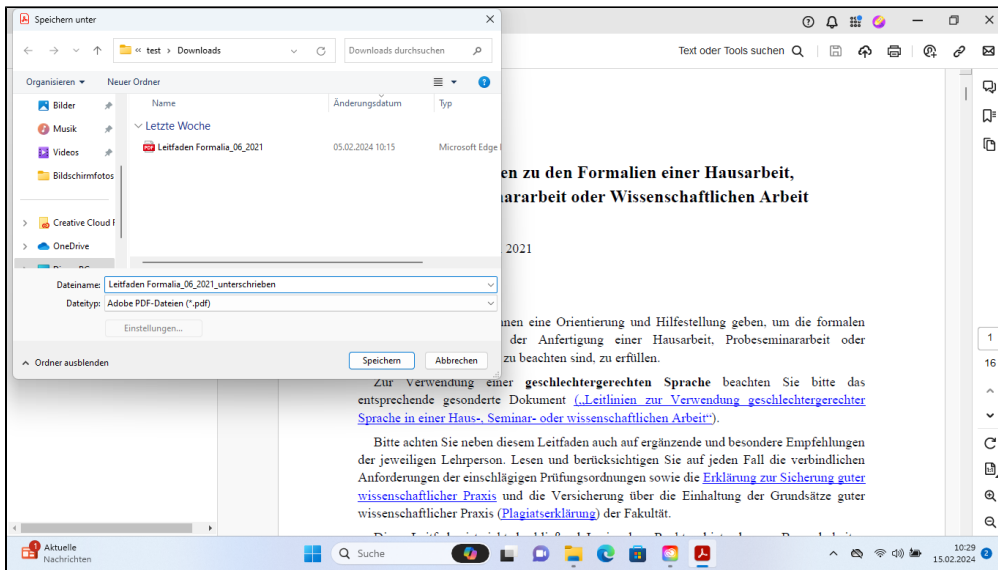 Speichern unter
test > Downloads
Downloads durchsuchen
Text oder Tools suchen
Organisieren
Neuer Ordner
Bilder
Musik
Videos
Bildschirmfotos
Creative Cloud F
OneDrive
Name
Änderungsdatum
Typ
Letzte Woche
Leitfaden Formalia_06_2021
05.02.2024 10:15
Microsoft Edge
Dateiname: Leitfaden Formalia_06_2021_unterschrieben
Dateityp: Adobe PDF-Dateien (*.pdf)
Einstellungen...
Ordner ausblenden
Speichern
Abbrechen
en zu den Formalien einer Hausarbeit,
ararbeit oder Wissenschaftlichen Arbeit
2021
nen eine Orientierung und Hilfestellung geben, um die formalen
der Anfertigung einer Hausarbeit, Probeseminararbeit oder
zu beachten sind, zu erfüllen.
Zur Verwendung einer geschlechtergerechten Sprache beachten Sie bitte das
entsprechende gesonderte Dokument („Leitlinien zur Verwendung geschlechtergerechter
Sprache in einer Haus-, Seminar- oder wissenschaftlichen Arbeit“).
Bitte achten Sie neben diesem Leitfaden auch auf ergänzende und besondere Empfehlungen
der jeweiligen Lehrperson. Lesen und berücksichtigen Sie auf jeden Fall die verbindlichen
Anforderungen der einschlägigen Prüfungsordnungen sowie die Erklärung zur Sicherung guter
wissenschaftlicher Praxis und die Versicherung über die Einhaltung der Grundsätze guter
wissenschaftlicher Praxis (Plagiatserklärung) der Fakultät.
1
16
Aktuelle
Nachrichten
Suche
10:29
15.02.2024